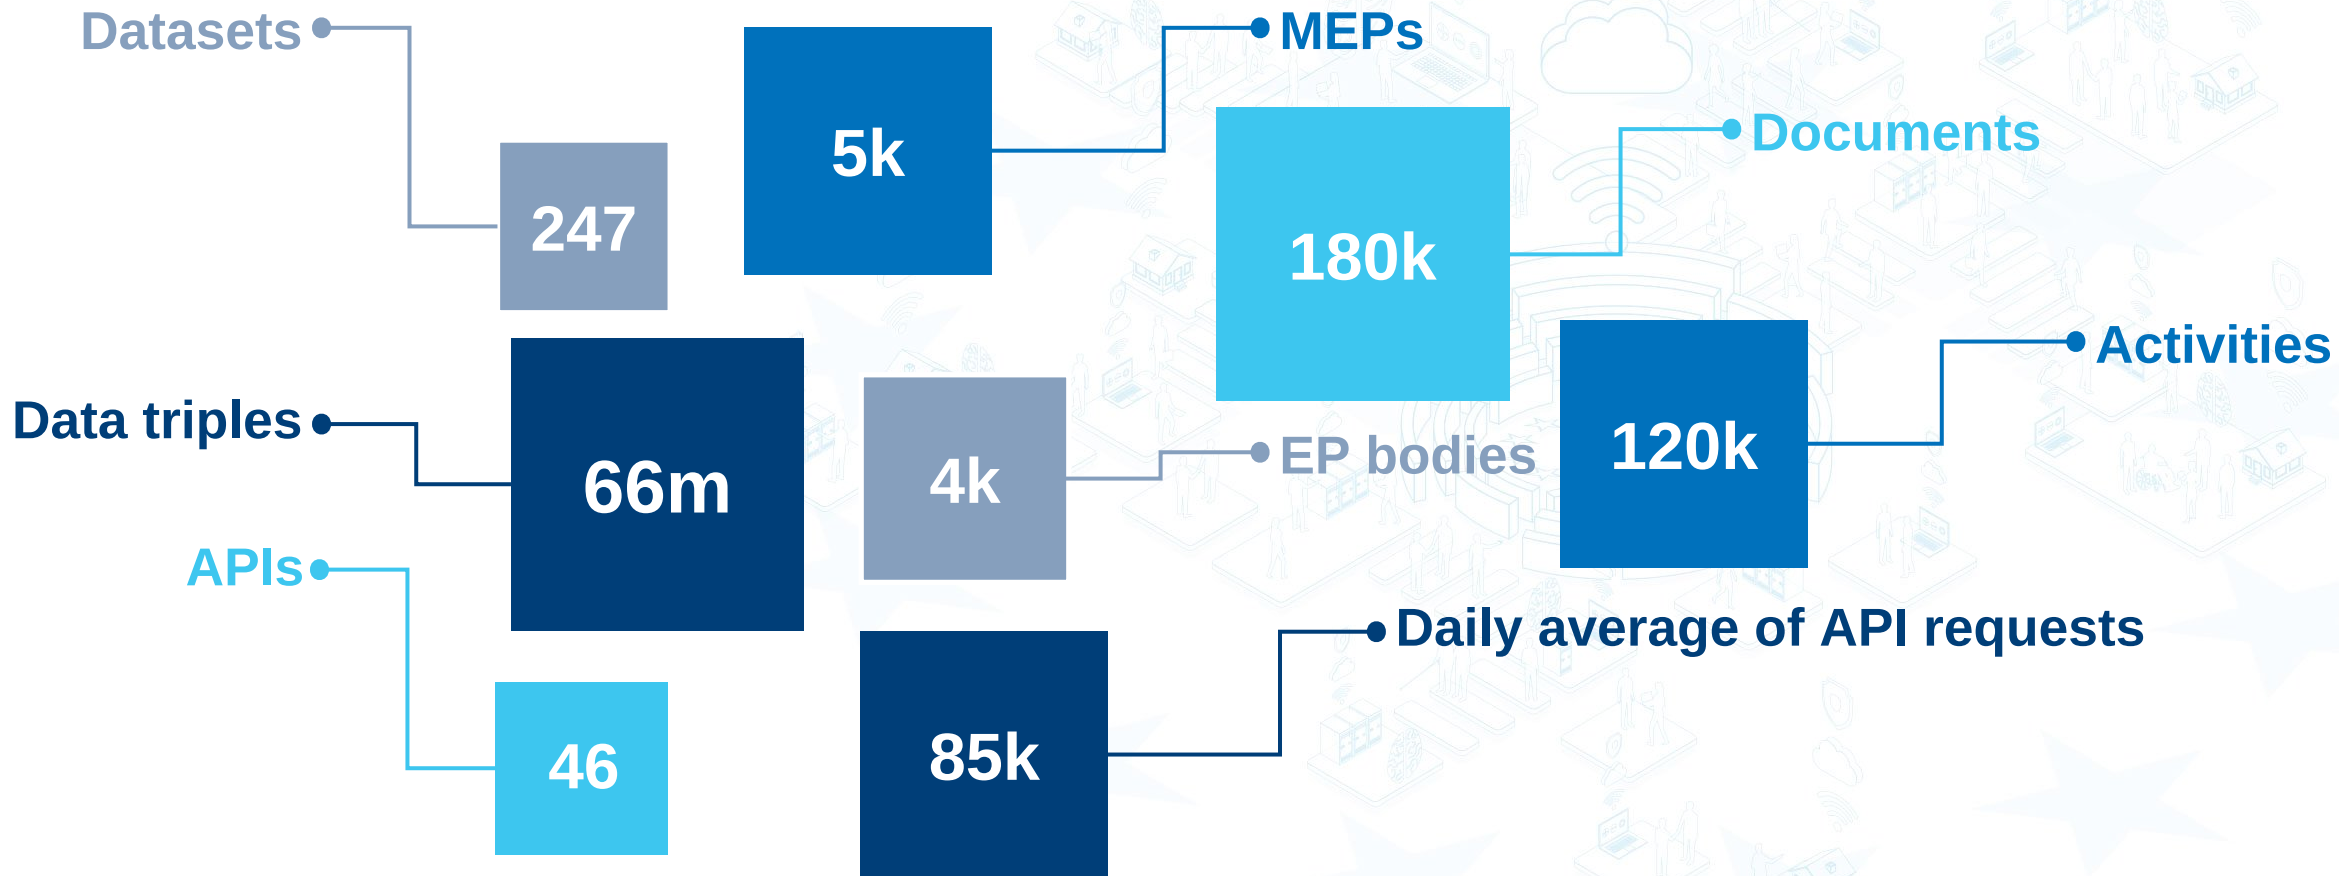 Datasets
247
5k
MEPs
180k
Documents
120k
Activities
Data triples
66m
4k
EP bodies
APIs
46
85k
Daily average of API requests